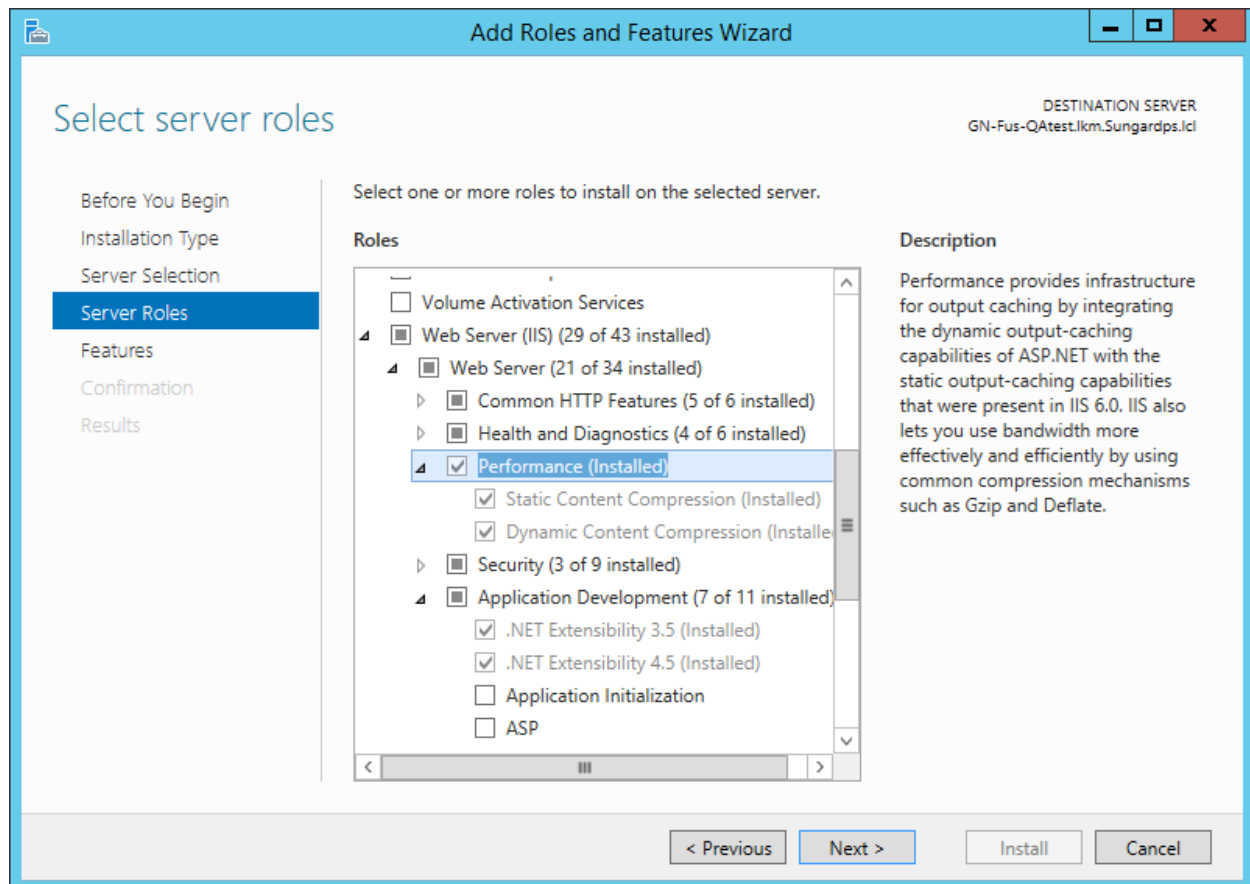 Add Roles and Features Wizard
Select server roles
DESTINATION SERVER
GN-Fus-QAtest.lkm.Sungardps.lcl
Before You Begin
Installation Type
Server Selection
Server Roles
Features
Confirmation
Results
Select one or more roles to install on the selected server.
Roles
Volume Activation Services
Web Server (IIS) (29 of 43 installed)
Web Server (21 of 34 installed)
Common HTTP Features (5 of 6 installed)
Health and Diagnostics (4 of 6 installed)
Performance (Installed)
Static Content Compression (Installed)
Dynamic Content Compression (Installe
Security (3 of 9 installed)
Application Development (7 of 11 installed)
.NET Extensibility 3.5 (Installed)
.NET Extensibility 4.5 (Installed)
Application Initialization
ASP
Description
Performance provides infrastructure
for output caching by integrating
the dynamic output-caching
capabilities of ASP.NET with the
static output-caching capabilities
that were present in IIS 6.0. IIS also
lets you use bandwidth more
effectively and efficiently by using
common compression mechanisms
such as Gzip and Deflate.
< Previous
Next >
Install
Cancel